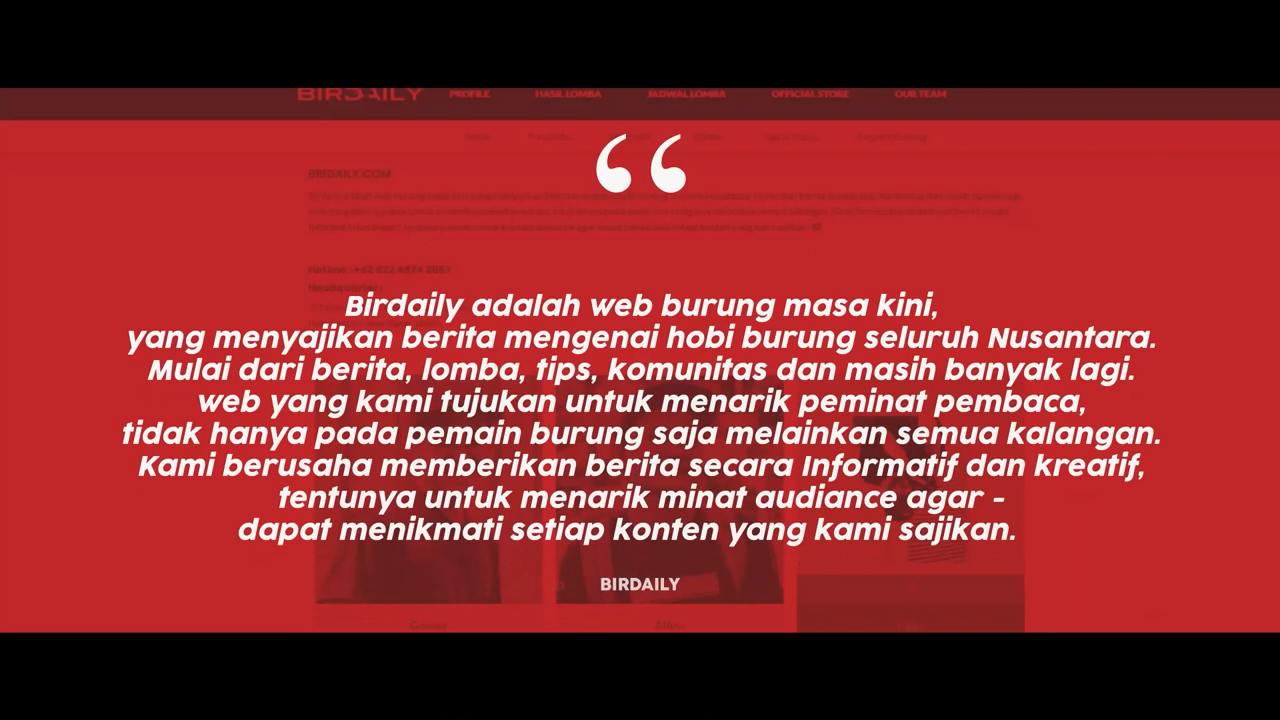 BIRDAILY PROFILE HASIL LOMBA JADWAL LOMBA OFFICIAL STORE OUR TEAM
BIRDAILY.COM
“
Birdaily adalah web burung masa kini,
yang menyajikan berita mengenai hobi burung seluruh Nusantara.
Mulai dari berita, lomba, tips, komunitas dan masih banyak lagi.
web yang kami tujukan untuk menarik peminat pembaca,
tidak hanya pada pemain burung saja melainkan semua kalangan.
Kami berusaha memberikan berita secara Informatif dan kreatif,
tentunya untuk menarik minat audiance agar -
dapat menikmati setiap konten yang kami sajikan.
BIRDAILY